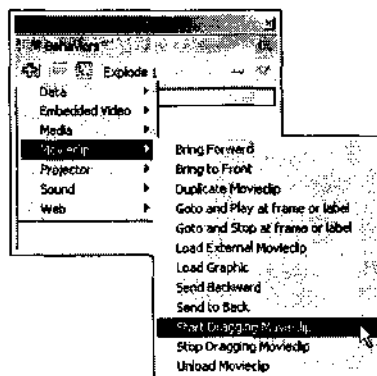 Behaviors
Explode 1
Data
Embedded Video
Media
Movieclip
Projector
Sound
Web
Bring Forward
Bring to Front
Duplicate Movieclip
Goto and Play at frame or label
Goto and Stop at frame or label
Load External Movieclip
Load Graphic
Send Backward
Send to Back
Start Dragging Movieclip
Stop Dragging Movieclip
Unload Movieclip